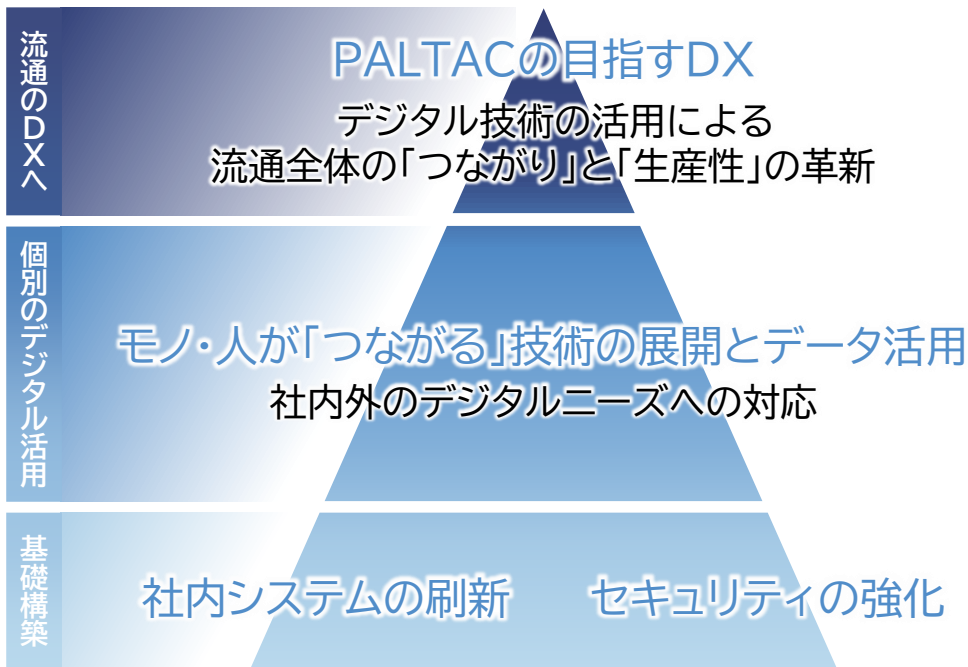 流通のDXへ
PALTACの目指すDX
デジタル技術の活用による
流通全体の「つながり」と「生産性」の革新
個別のデジタル活用
モノ・人が「つながる」技術の展開とデータ活用
社内外のデジタルニーズへの対応
基礎構築
社内システムの刷新 セキュリティの強化